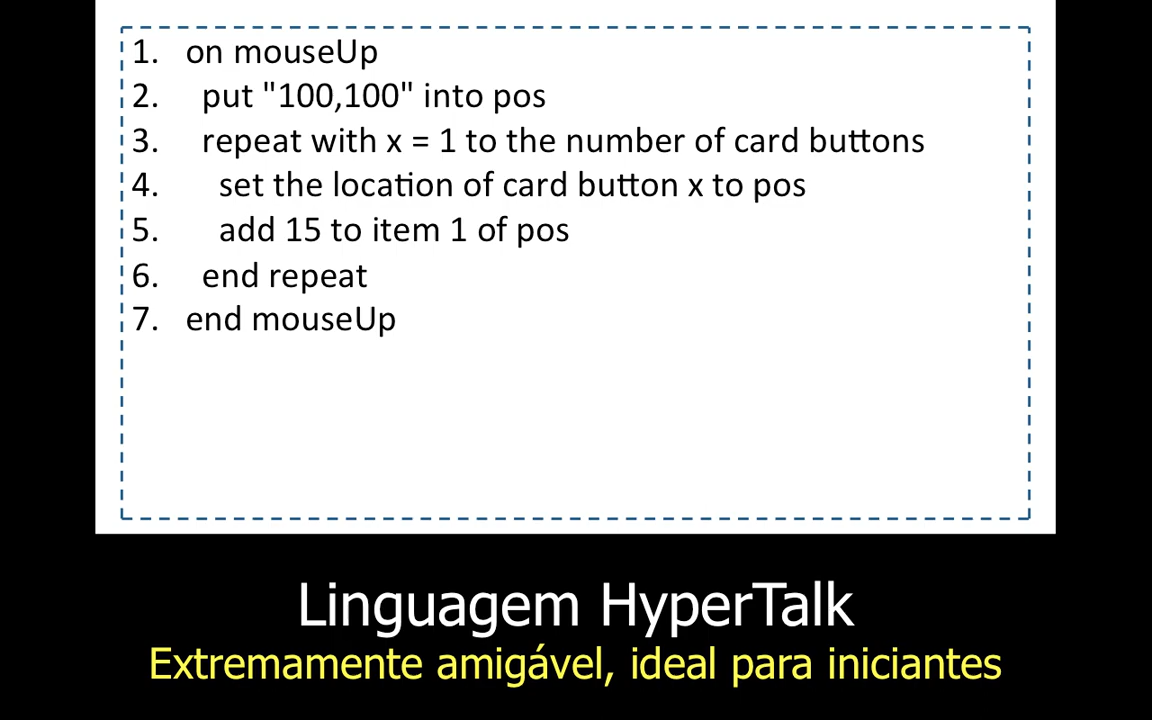 1. on mouseUp
2. put "100,100" into pos
3. repeat with x = 1 to the number of card buttons
4. set the location of card button x to pos
5. add 15 to item 1 of pos
6. end repeat
7. end mouseUp
Linguagem HyperTalk
Extremamente amigável, ideal para iniciantes